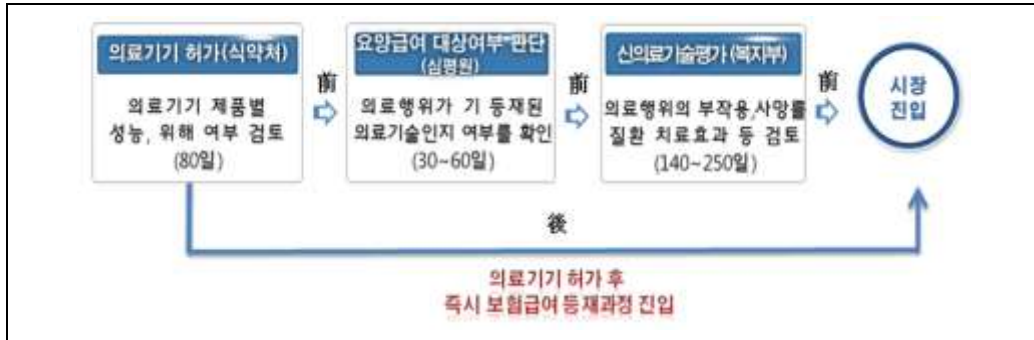 의료기기 허가(식약처)
의료기기 제품별
성능, 위해 여부 검토
(80일)
前
요양급여 대상여부*판단
(심평원)
의료행위가 기 등재된
의료기술인지 여부를 확인
(30~60일)
前
신의료기술평가(복지부)
의료행위의 부작용,사망률
질환 치료효과 등 검토
(140~250일)
前
시장
진입
後
의료기기 허가 후
즉시 보험급여 등재과정 진입